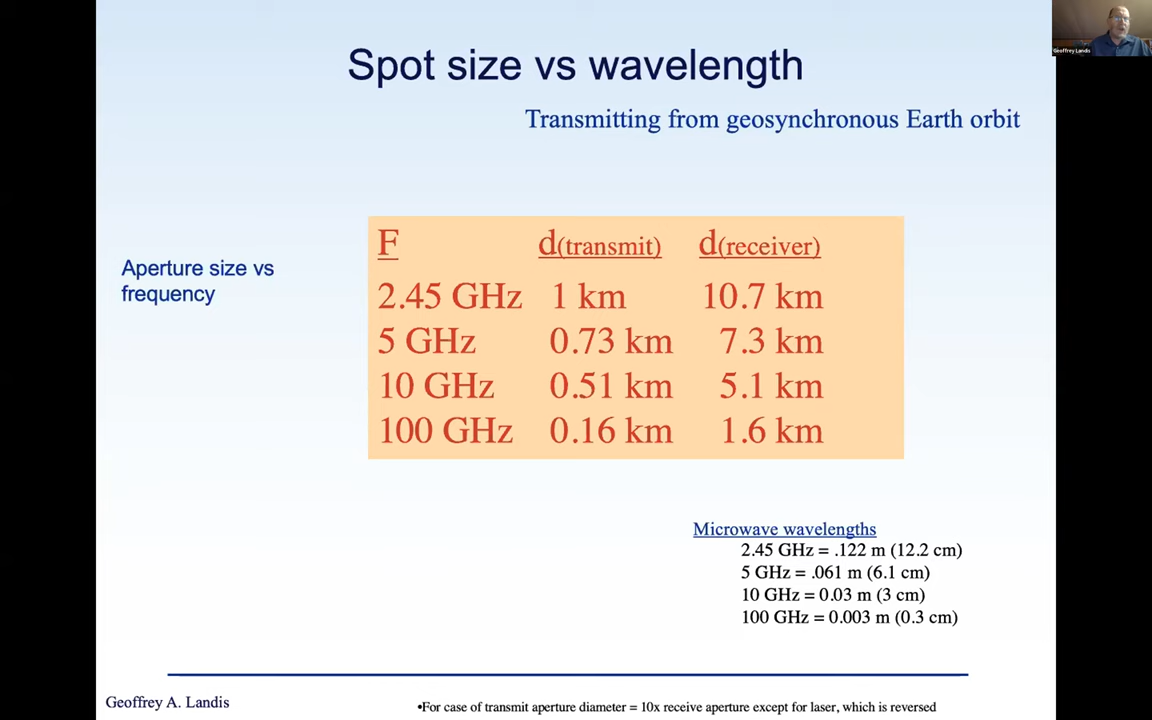 Geoffrey Landis
Spot size vs wavelength
Transmitting from geosynchronous Earth orbit
Aperture size vs
frequency
F d(transmit) d(receiver)
2.45 GHz 1 km 10.7 km
5 GHz 0.73 km 7.3 km
10 GHz 0.51 km 5.1 km
100 GHz 0.16 km 1.6 km
Microwave wavelengths
2.45 GHz = .122 m (12.2 cm)
5 GHz = .061 m (6.1 cm)
10 GHz = 0.03 m (3 cm)
100 GHz = 0.003 m (0.3 cm)
Geoffrey A. Landis
•For case of transmit aperture diameter = 10x receive aperture except for laser, which is reversed